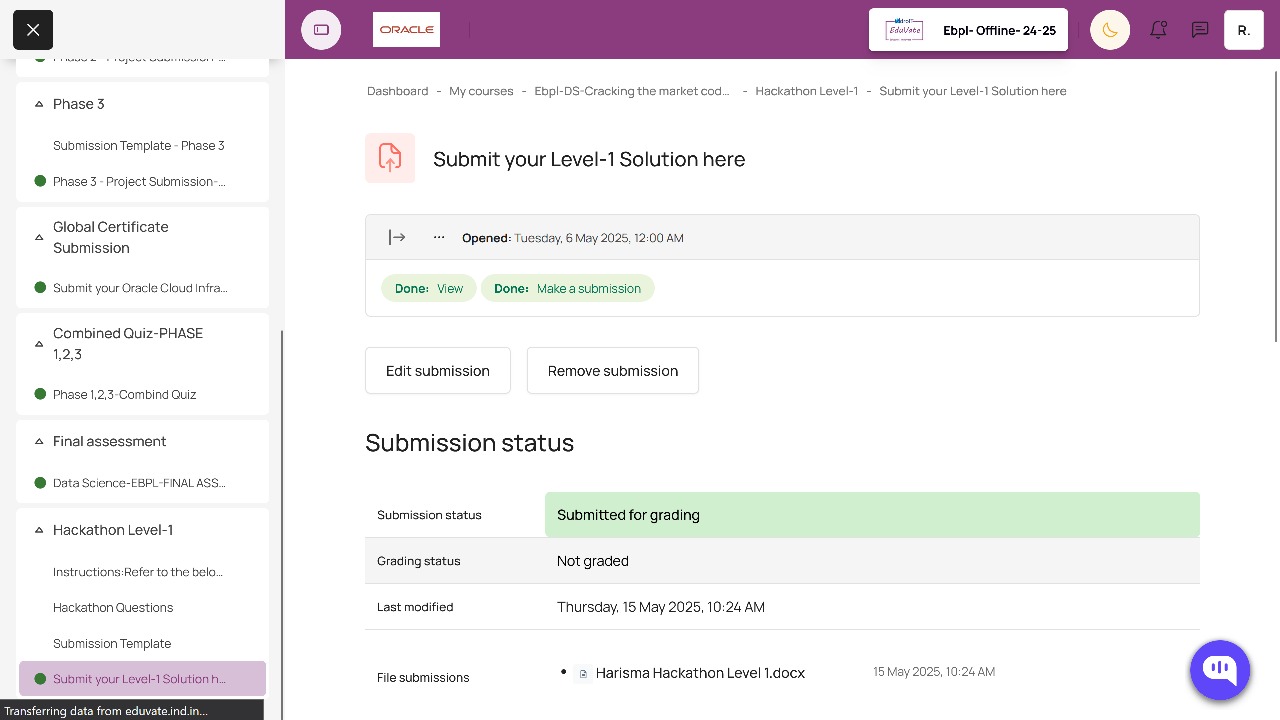 ORACLE
EduVate
Ebpl- Offline- 24-25
R.
Phase 2 - Project Submission-...
Phase 3
Submission Template - Phase 3
Phase 3 - Project Submission-...
Global Certificate
Submission
Submit your Oracle Cloud Infra...
Combined Quiz-PHASE
1,2,3
Phase 1,2,3-Combind Quiz
Final assessment
Data Science-EBPL-FINAL ASS...
Hackathon Level-1
Instructions:Refer to the belo...
Hackathon Questions
Submission Template
Submit your Level-1 Solution h...
Transferring data from eduvate.ind.in...
Dashboard - My courses - Ebpl-DS-Cracking the market cod... - Hackathon Level-1 - Submit your Level-1 Solution here
Submit your Level-1 Solution here
Opened: Tuesday, 6 May 2025, 12:00 AM
Done: View Done: Make a submission
Edit submission Remove submission
Submission status
Submission status Submitted for grading
Grading status Not graded
Last modified Thursday, 15 May 2025, 10:24 AM
File submissions • Harisma Hackathon Level 1.docx 15 May 2025, 10:24 AM